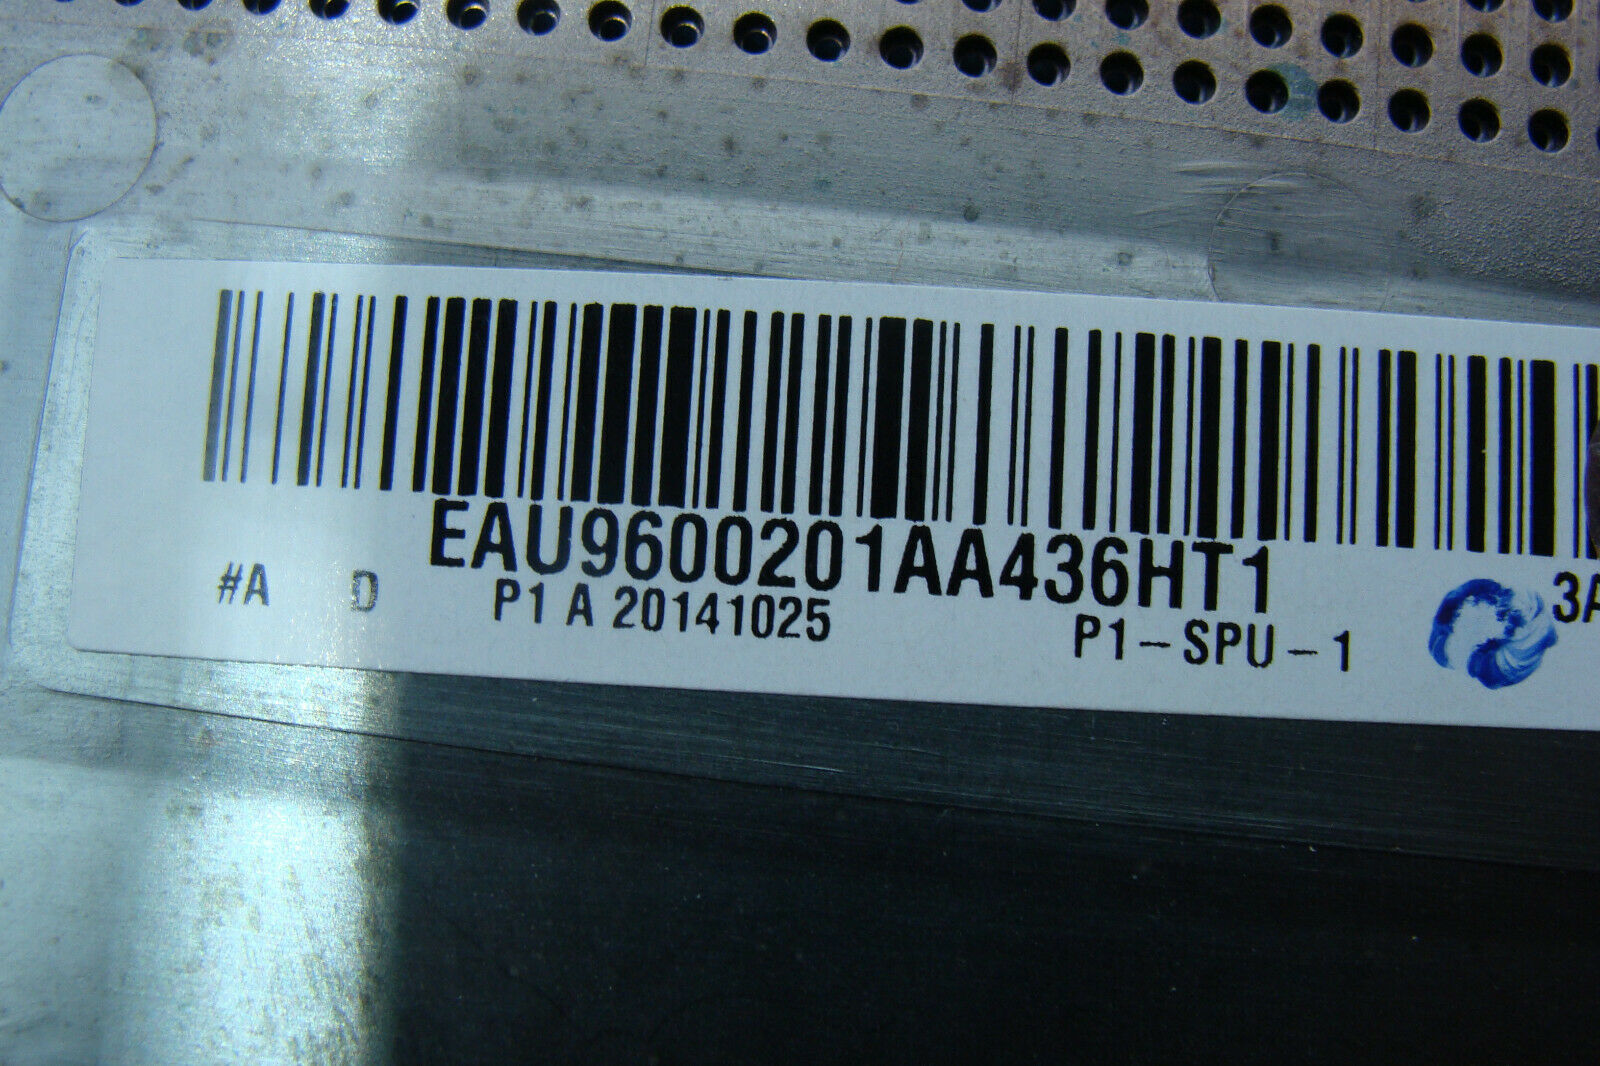 EAU9600201AA436HT1
#A D P1 A 20141025 P1-SPU-1 3A